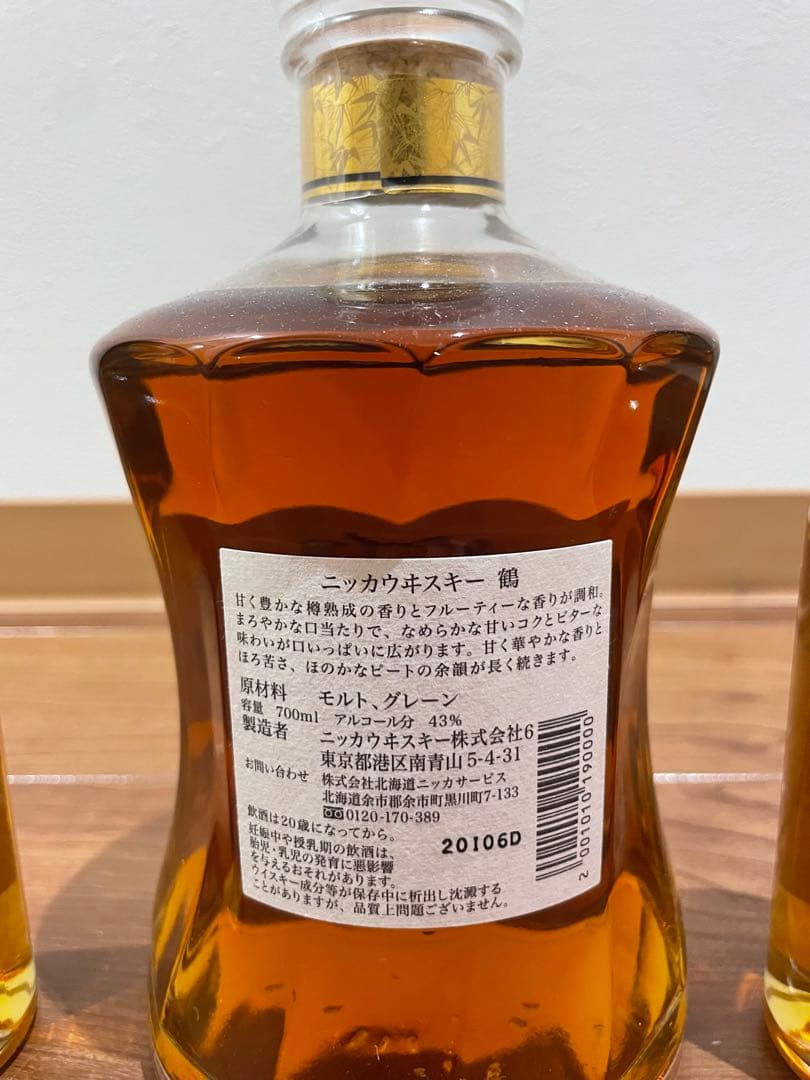 ニッカウヰスキー 鶴
甘く豊かな樽熟成の香りとフルーティーな香りが調和。
まろやかな口当たりで、なめらかな甘いコクとビターな
味わいが口いっぱいに広がります。甘く華やかな香りと
ほろ苦さ、ほのかなピートの余韻が長く続きます。
原材料 モルト、グレーン
容量 700ml アルコール分 43%
製造者 ニッカウヰスキー株式会社6
東京都港区南青山5-4-31
お問い合わせ 株式会社北海道ニッカサービス
北海道余市郡余市町黒川町7-133
0120-170-389
飲酒は20歳になってから。
妊娠中や授乳期の飲酒は、
胎児・乳児の発育に悪影響
を与えるおそれがあります。
ウイスキー成分等が保存中に析出し沈澱する
ことがありますが、品質上問題ございません。
20106D
2001010190000